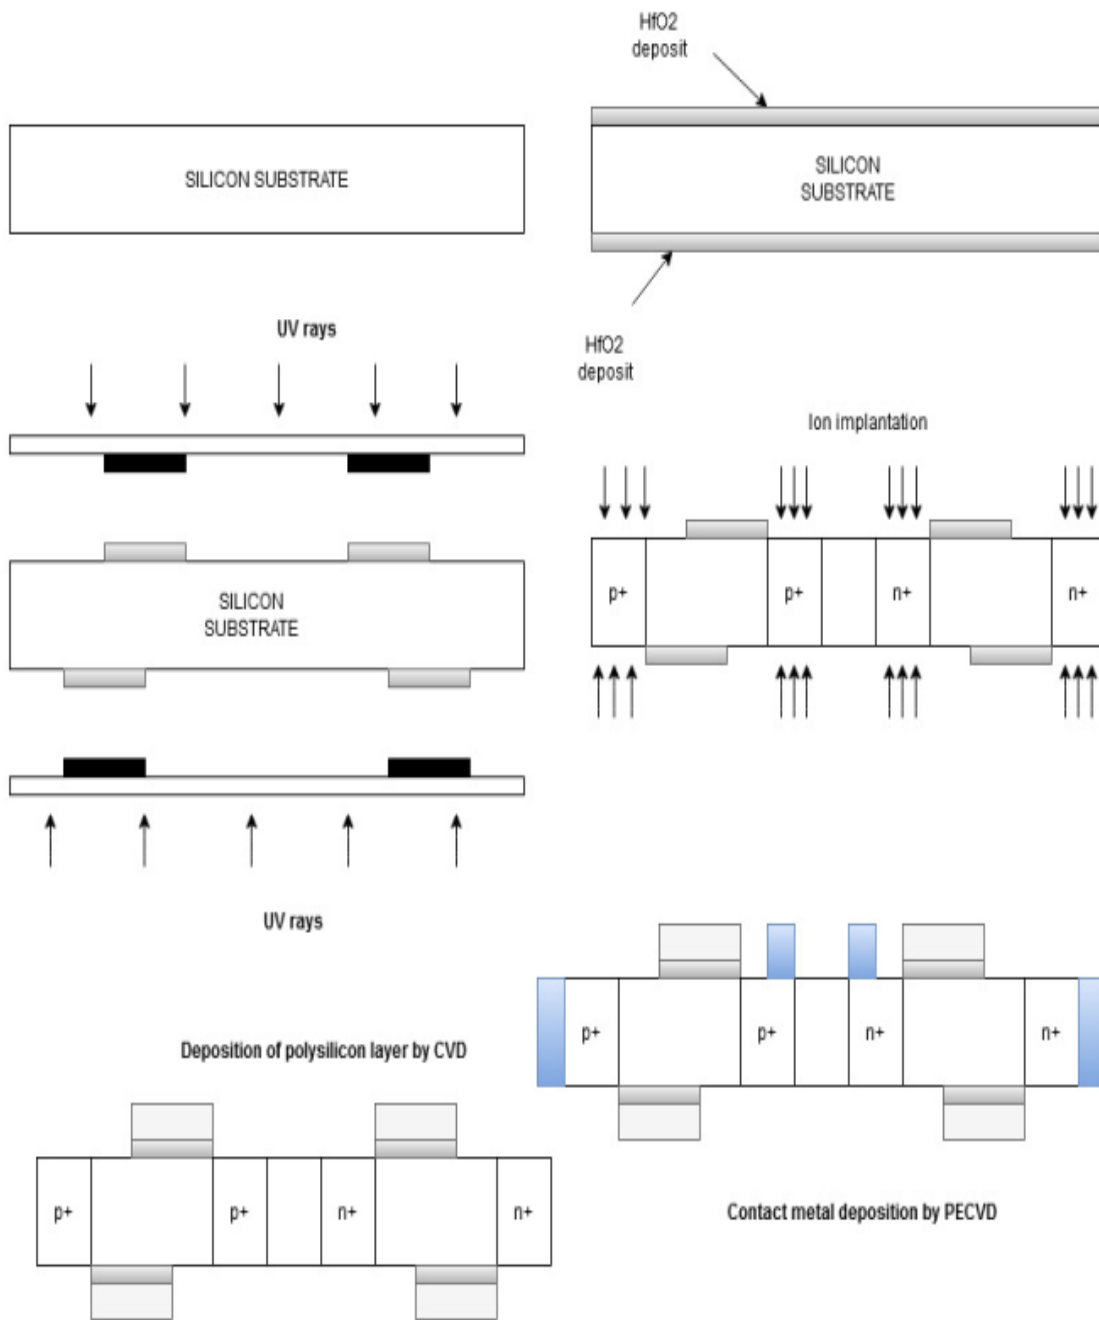 SILICON SUBSTRATE
HfO2
deposit
SILICON
SUBSTRATE
HfO2
deposit
UV rays
SILICON
SUBSTRATE
UV rays
Ion implantation
p+
p+
n+
n+
Deposition of polysilicon layer by CVD
p+
p+
n+
n+
p+
p+
n+
n+
Contact metal deposition by PECVD